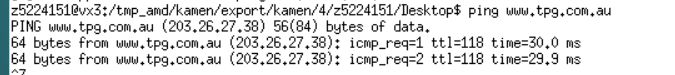 z5224151@vx3:/tmp_amd/kamen/export/kamen/4/z5224151/Desktop$ ping www.tpg.com.au
PING www.tpg.com.au (203.26.27.38) 56(84) bytes of data.
64 bytes from www.tpg.com.au (203.26.27.38): icmp_req=1 ttl=118 time=30.0 ms
64 bytes from www.tpg.com.au (203.26.27.38): icmp_req=2 ttl=118 time=29.9 ms